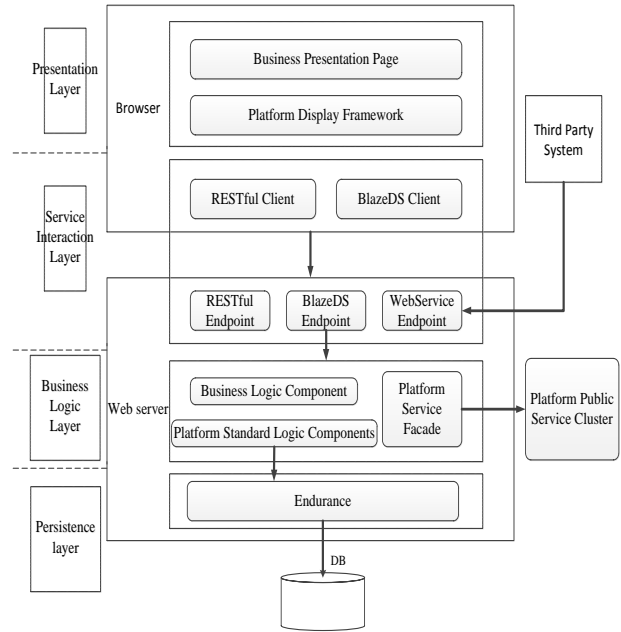 Presentation
Layer
Browser
Business Presentation Page
Platform Display Framework
Third Party
System
Service
Interaction
Layer
RESTful Client
BlazeDS Client
RESTful
Endpoint
BlazeDS
Endpoint
WebService
Endpoint
Business
Logic
Layer
Web server
Business Logic Component
Platform Standard Logic Components
Platform
Service
Facade
Platform Public
Service Cluster
Persistence
layer
Endurance
DB